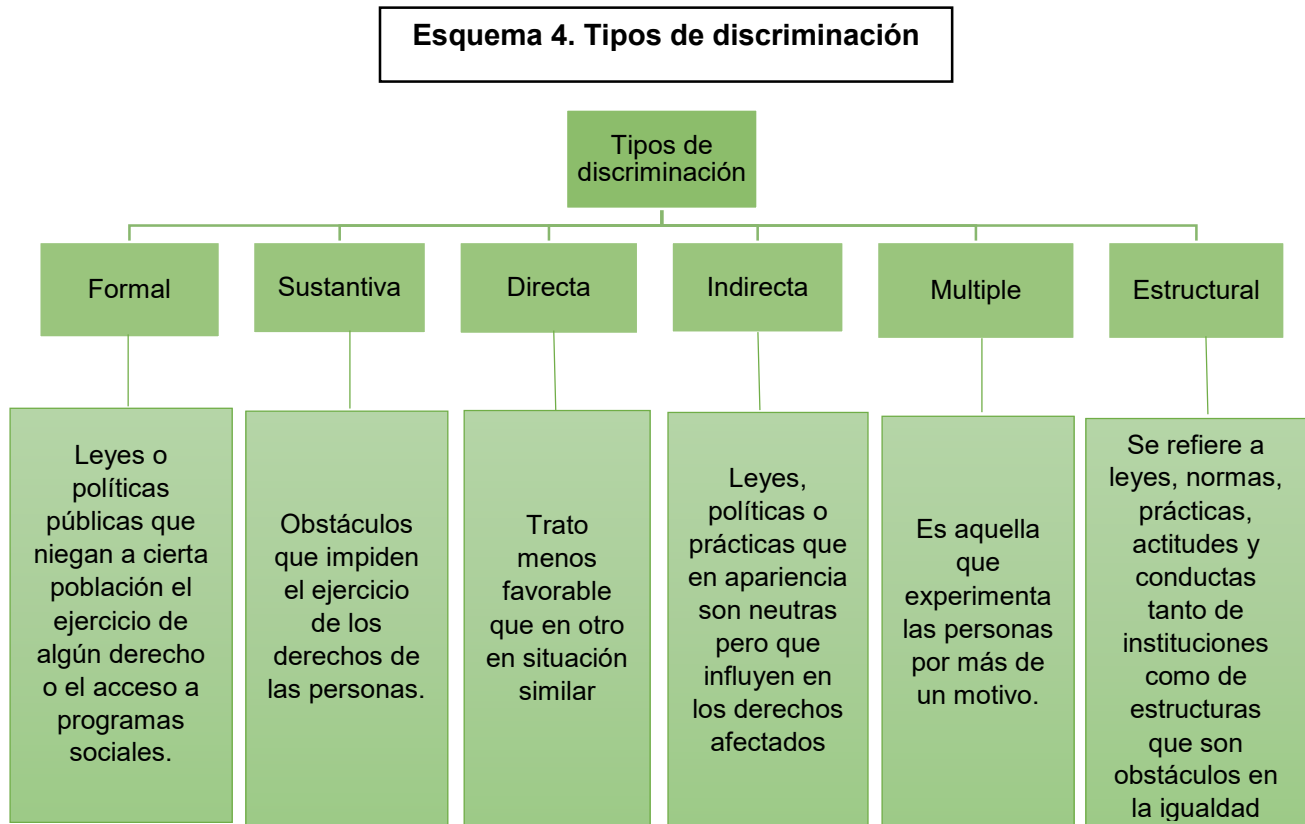 Esquema 4. Tipos de discriminación
Tipos de
discriminación
Formal
Sustantiva
Directa
Indirecta
Multiple
Estructural
Leyes o
políticas
públicas que
niegan a cierta
población el
ejercicio de
algún derecho
o el acceso a
programas
sociales.
Obstáculos
que impiden
el ejercicio
de los
derechos de
las personas.
Trato
menos
favorable
que en otro
en situación
similar
Leyes,
políticas o
prácticas que
en apariencia
son neutras
pero que
influyen en
los derechos
afectados
Es aquella
que
experimenta
las personas
por más de
un motivo.
Se refiere a
leyes, normas,
prácticas,
actitudes y
conductas
tanto de
instituciones
como de
estructuras
que son
obstáculos en
la igualdad